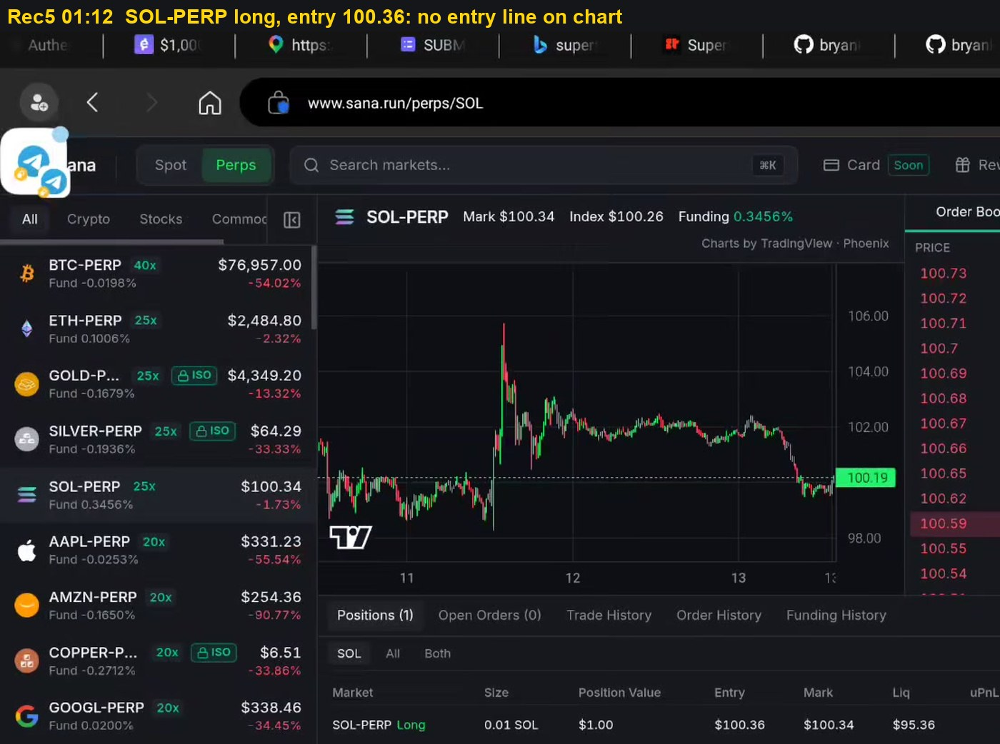 Rec5 01:12 SOL-PERP long, entry 100.36: no entry line on chart
Authe
$1,00
https:
SUBM
super
Super
bryan
bryan
www.sana.run/perps/SOL
ana
Spot
Perps
Search markets...
⌘K
Card
Soon
Rev
All
Crypto
Stocks
Commod
SOL-PERP
Mark $100.34
Index $100.26
Funding 0.3456%
Order Boo
Charts by TradingView · Phoenix
PRICE
BTC-PERP 40x $76,957.00
Fund -0.0198% -54.02%
ETH-PERP 25x $2,484.80
Fund 0.1006% -2.32%
GOLD-P... 25x ISO $4,349.20
Fund -0.1679% -13.32%
SILVER-PERP 25x ISO $64.29
Fund -0.1936% -33.33%
SOL-PERP 25x $100.34
Fund 0.3456% -1.73%
AAPL-PERP 20x $331.23
Fund -0.0253% -55.54%
AMZN-PERP 20x $254.36
Fund -0.1650% -90.77%
COPPER-P... 20x ISO $6.51
Fund -0.2712% -33.86%
GOOGL-PERP 20x $338.46
Fund 0.0200% -34.45%
106.00
104.00
102.00
100.19
98.00
11
12
13
100.73
100.72
100.71
100.7
100.69
100.68
100.67
100.66
100.65
100.62
100.59
100.55
100.54
Positions (1)
Open Orders (0)
Trade History
Order History
Funding History
SOL
All
Both
Market Size Position Value Entry Mark Liq uPnL
SOL-PERP Long 0.01 SOL $1.00 $100.36 $100.34 $95.36